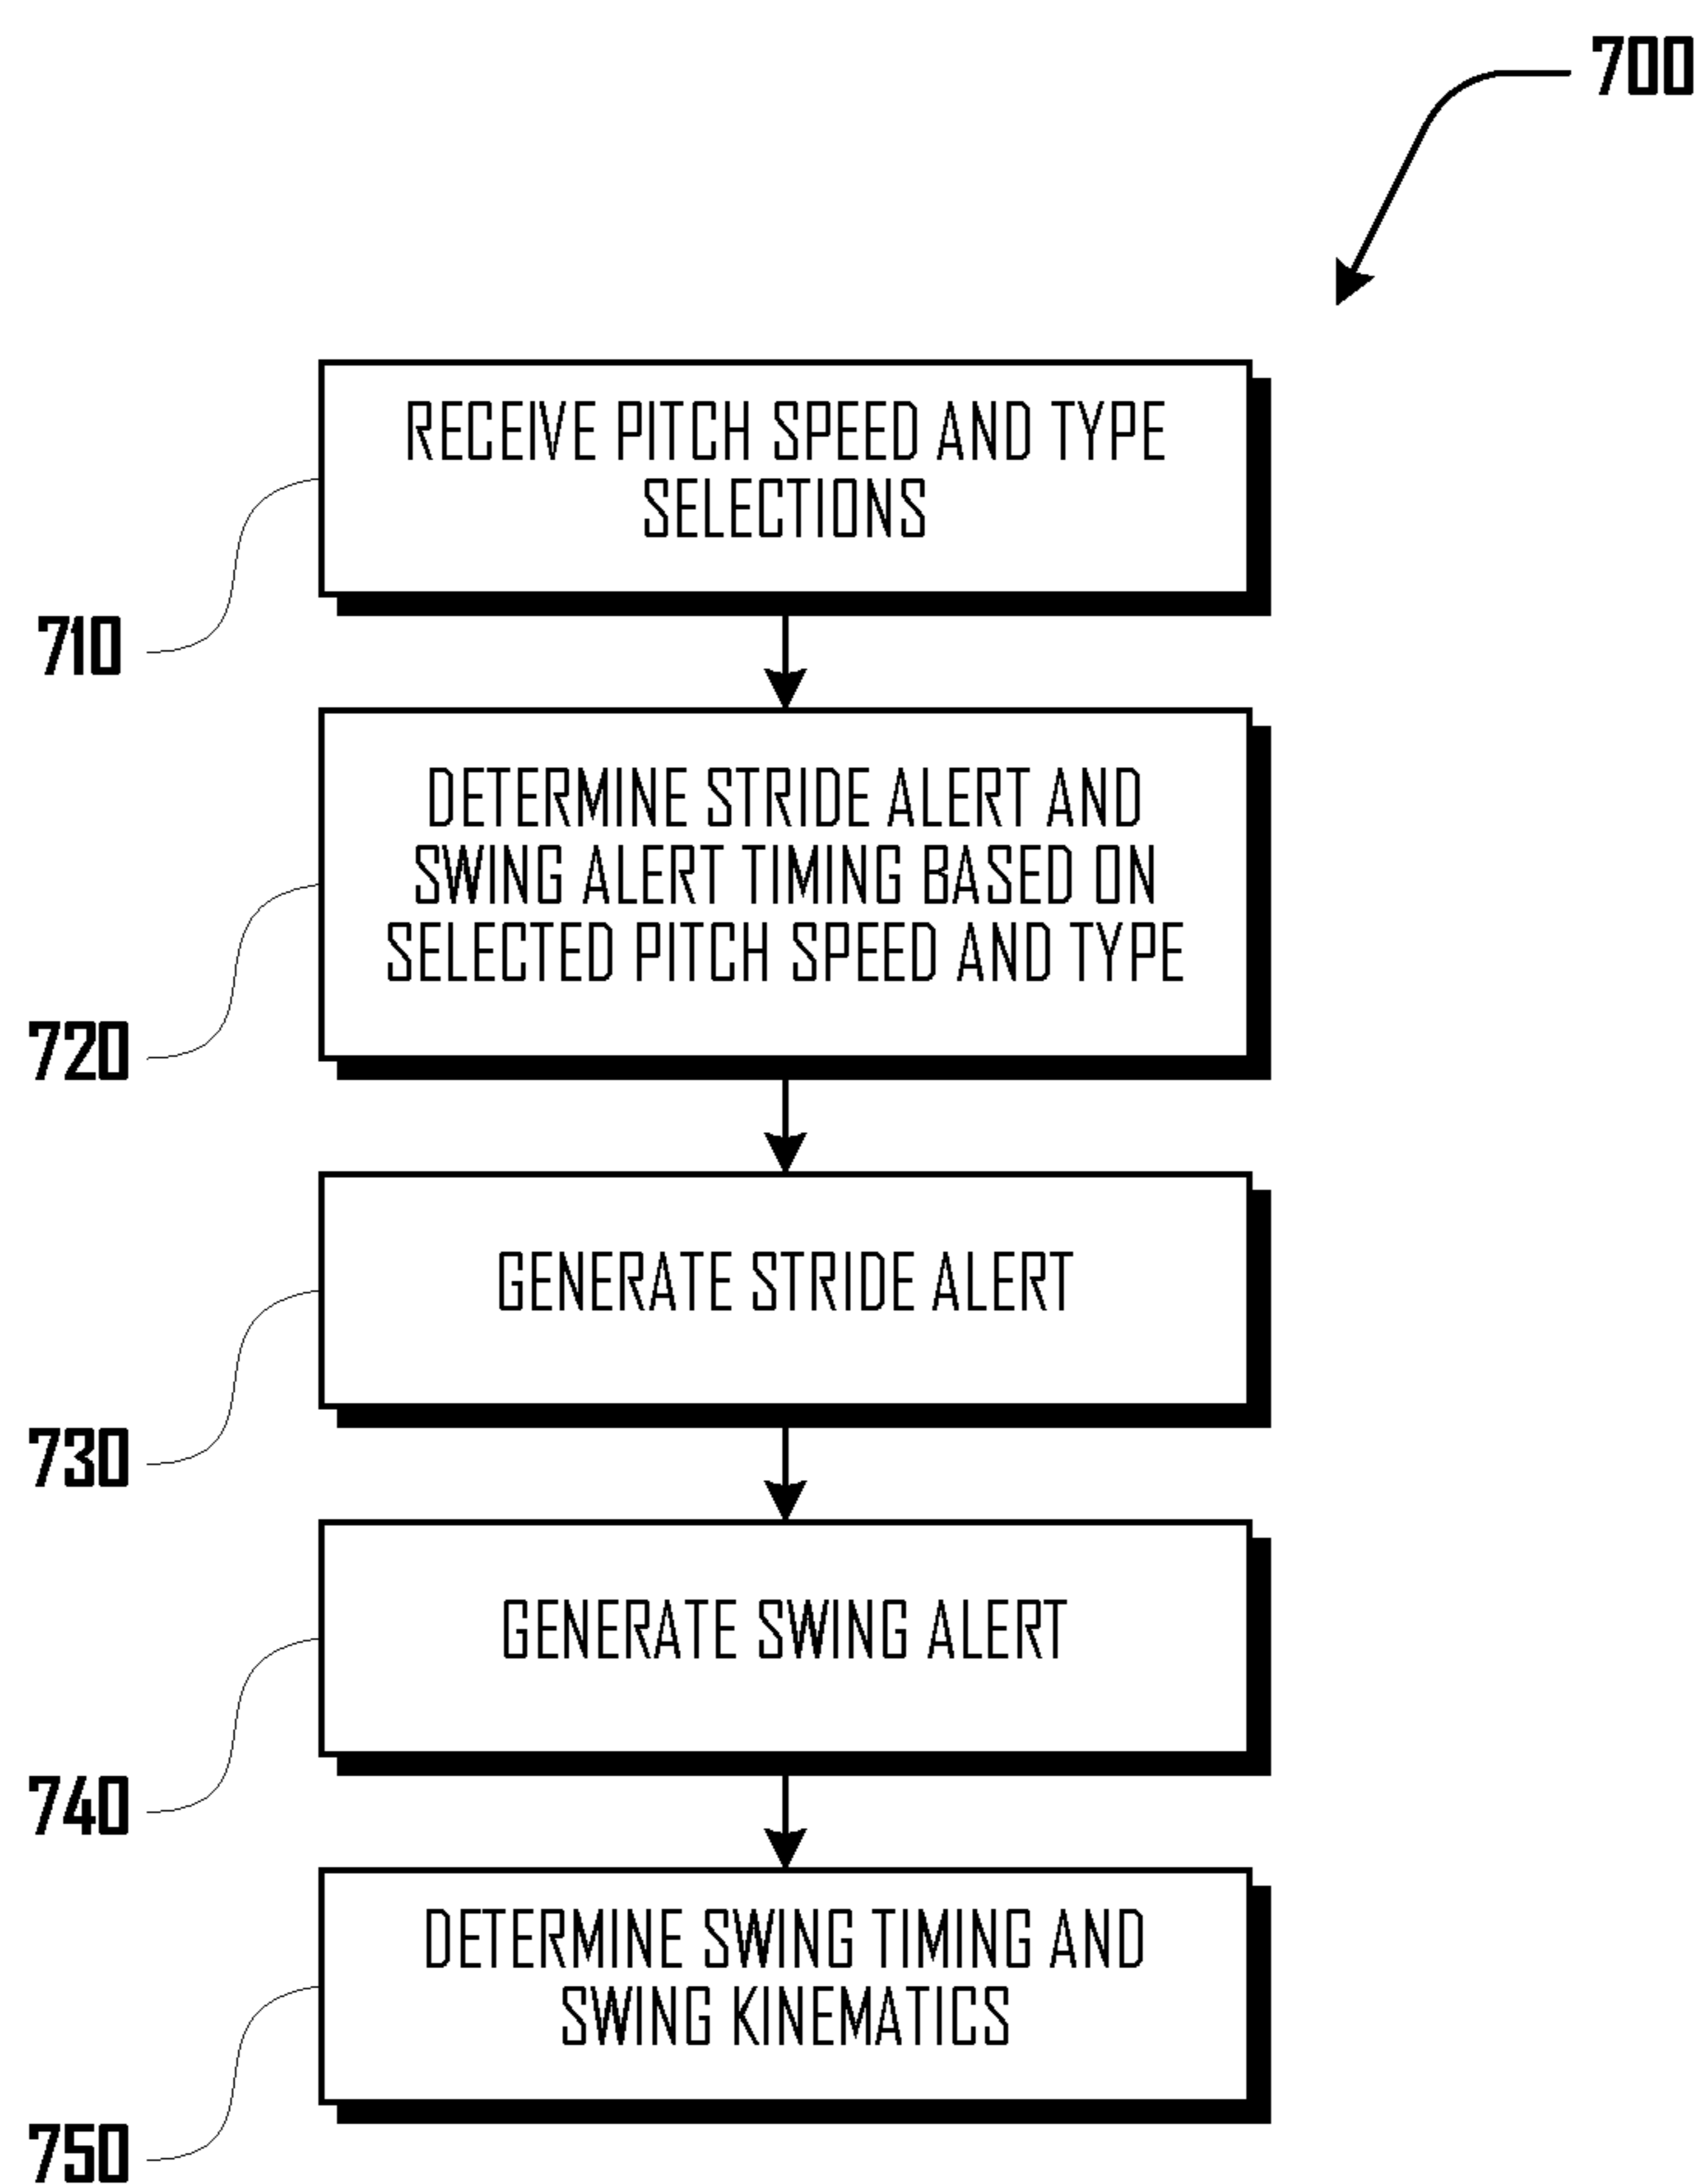 700
RECEIVE PITCH SPEED AND TYPE
SELECTIONS
710
DETERMINE STRIDE ALERT AND
SWING ALERT TIMING BASED ON
SELECTED PITCH SPEED AND TYPE
720
GENERATE STRIDE ALERT
730
GENERATE SWING ALERT
740
DETERMINE SWING TIMING AND
SWING KINEMATICS
750